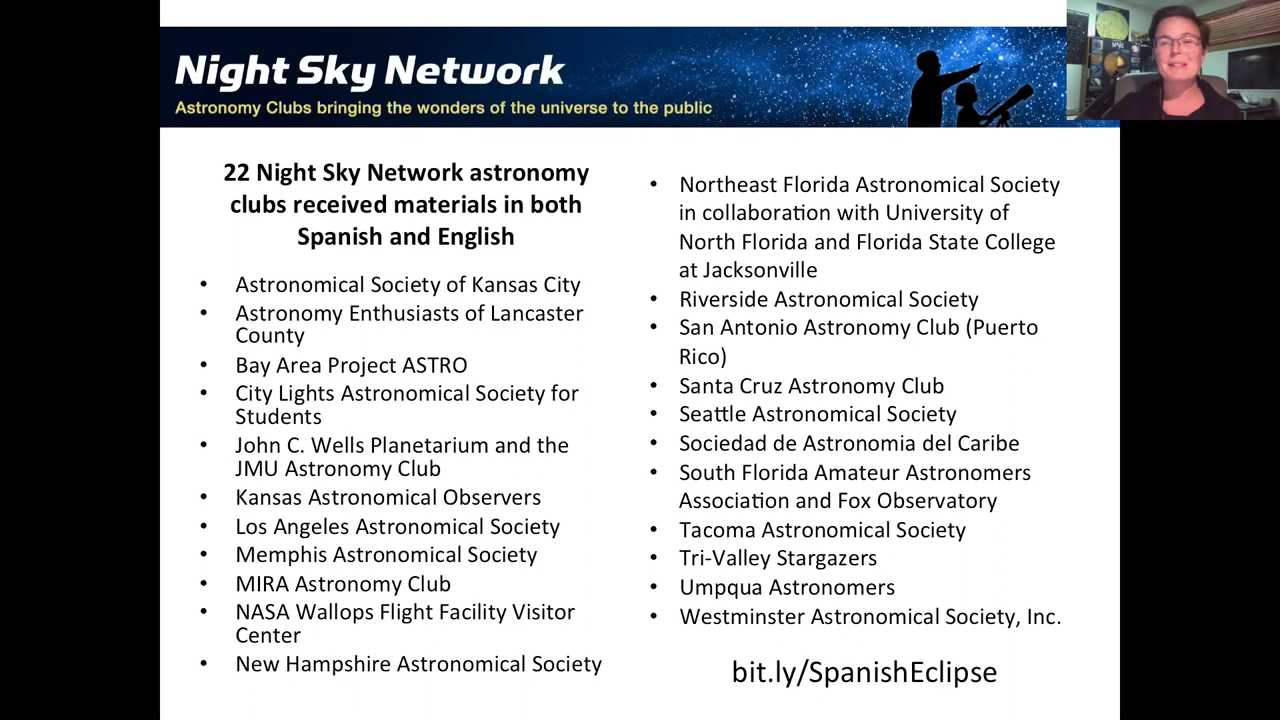 Night Sky Network
Astronomy Clubs bringing the wonders of the universe to the public
22 Night Sky Network astronomy
clubs received materials in both
Spanish and English
• Astronomical Society of Kansas City
• Astronomy Enthusiasts of Lancaster
County
• Bay Area Project ASTRO
• City Lights Astronomical Society for
Students
• John C. Wells Planetarium and the
JMU Astronomy Club
• Kansas Astronomical Observers
• Los Angeles Astronomical Society
• Memphis Astronomical Society
• MIRA Astronomy Club
• NASA Wallops Flight Facility Visitor
Center
• New Hampshire Astronomical Society
• Northeast Florida Astronomical Society
in collaboration with University of
North Florida and Florida State College
at Jacksonville
• Riverside Astronomical Society
• San Antonio Astronomy Club (Puerto
Rico)
• Santa Cruz Astronomy Club
• Seattle Astronomical Society
• Sociedad de Astronomia del Caribe
• South Florida Amateur Astronomers
Association and Fox Observatory
• Tacoma Astronomical Society
• Tri-Valley Stargazers
• Umpqua Astronomers
• Westminster Astronomical Society, Inc.
bit.ly/SpanishEclipse